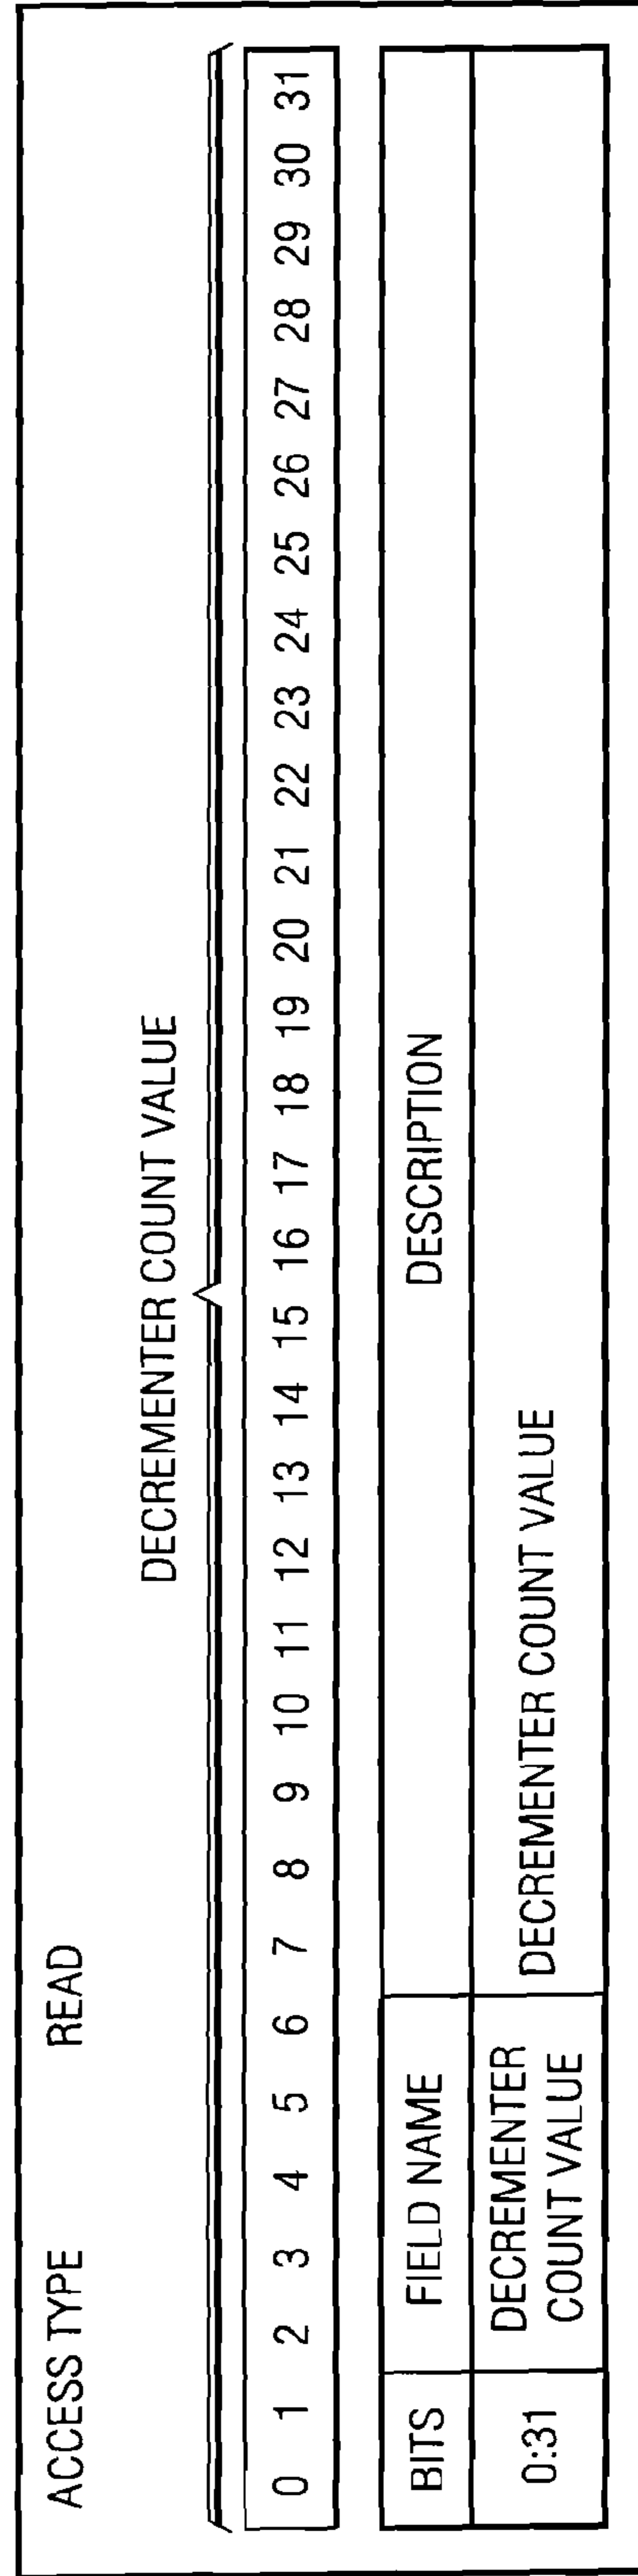 ACCESS TYPE READ
DECREMENTER COUNT VALUE
0 1 2 3 4 5 6 7 8 9 10 11 12 13 14 15 16 17 18 19 20 21 22 23 24 25 26 27 28 29 30 31
BITS FIELD NAME DESCRIPTION
0:31 DECREMENTER COUNT VALUE DECREMENTER COUNT VALUE